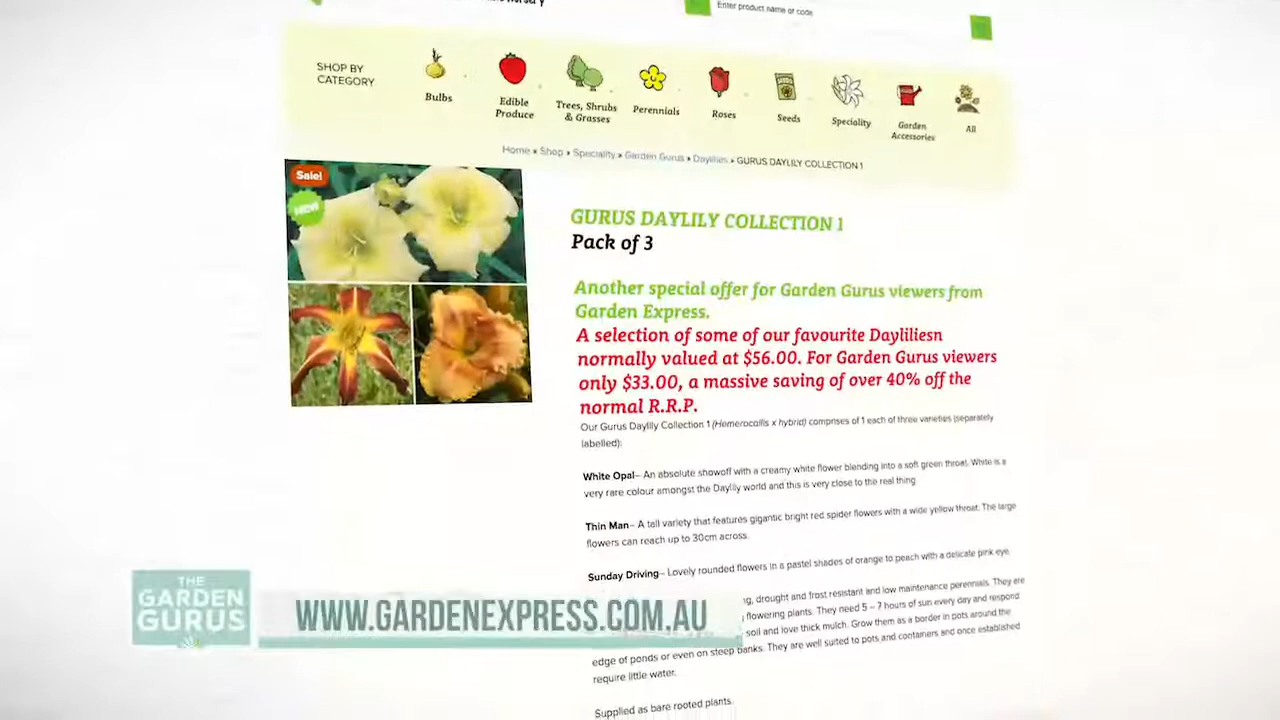 Enter product name or code
SHOP BY
CATEGORY
Bulbs
Edible
Produce
Trees, Shrubs
& Grasses
Perennials
Roses
Seeds
Speciality
Garden
Accessories
All
Home » Shop » Speciality » Garden Gurus » Daylilies » GURUS DAYLILY COLLECTION 1
Sale!
NEW
GURUS DAYLILY COLLECTION 1
Pack of 3
Another special offer for Garden Gurus viewers from
Garden Express.
A selection of some of our favourite Dayliliesn
normally valued at $56.00. For Garden Gurus viewers
only $33.00, a massive saving of over 40% off the
normal R.R.P.
Our Gurus Daylily Collection 1 (Hemerocallis x hybrid) comprises of 1 each of three varieties (separately
labelled):
White Opal– An absolute showoff with a creamy white flower blending into a soft green throat. White is a
very rare colour amongst the Daylily world and this is very close to the real thing
Thin Man– A tall variety that features gigantic bright red spider flowers with a wide yellow throat. The large
flowers can reach up to 30cm across.
Sunday Driving– Lovely rounded flowers in a pastel shades of orange to peach with a delicate pink eye.
drought and frost resistant and low maintenance perennials. They are
flowering plants. They need 5 – 7 hours of sun every day and respond
soil and love thick mulch. Grow them as a border in pots around the
edge of ponds or even on steep banks. They are well suited to pots and containers and once established
require little water.
Supplied as bare rooted plants.
THE
GARDEN
GURUS
WWW.GARDENEXPRESS.COM.AU